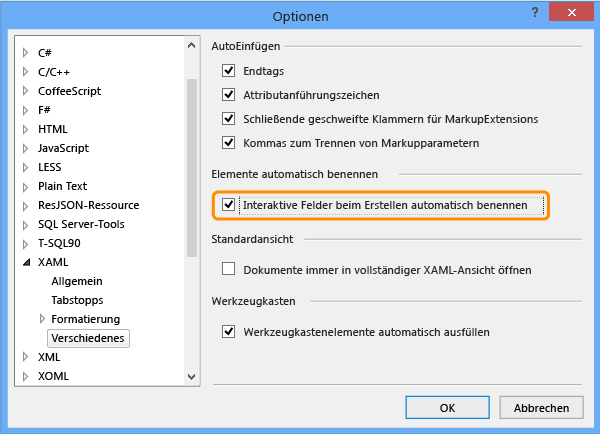 Optionen
?
C#
C/C++
CoffeeScript
F#
HTML
JavaScript
LESS
Plain Text
ResJSON-Ressource
SQL Server-Tools
T-SQL90
XAML
Allgemein
Tabstopps
Formatierung
Verschiedenes
XML
XOML
AutoEinfügen
Endtags
Attributanführungszeichen
Schließende geschweifte Klammern für MarkupExtensions
Kommas zum Trennen von Markupparametern
Elemente automatisch benennen
Interaktive Felder beim Erstellen automatisch benennen
Standardansicht
Dokumente immer in vollständiger XAML-Ansicht öffnen
Werkzeugkasten
Werkzeugkastenelemente automatisch ausfüllen
OK
Abbrechen